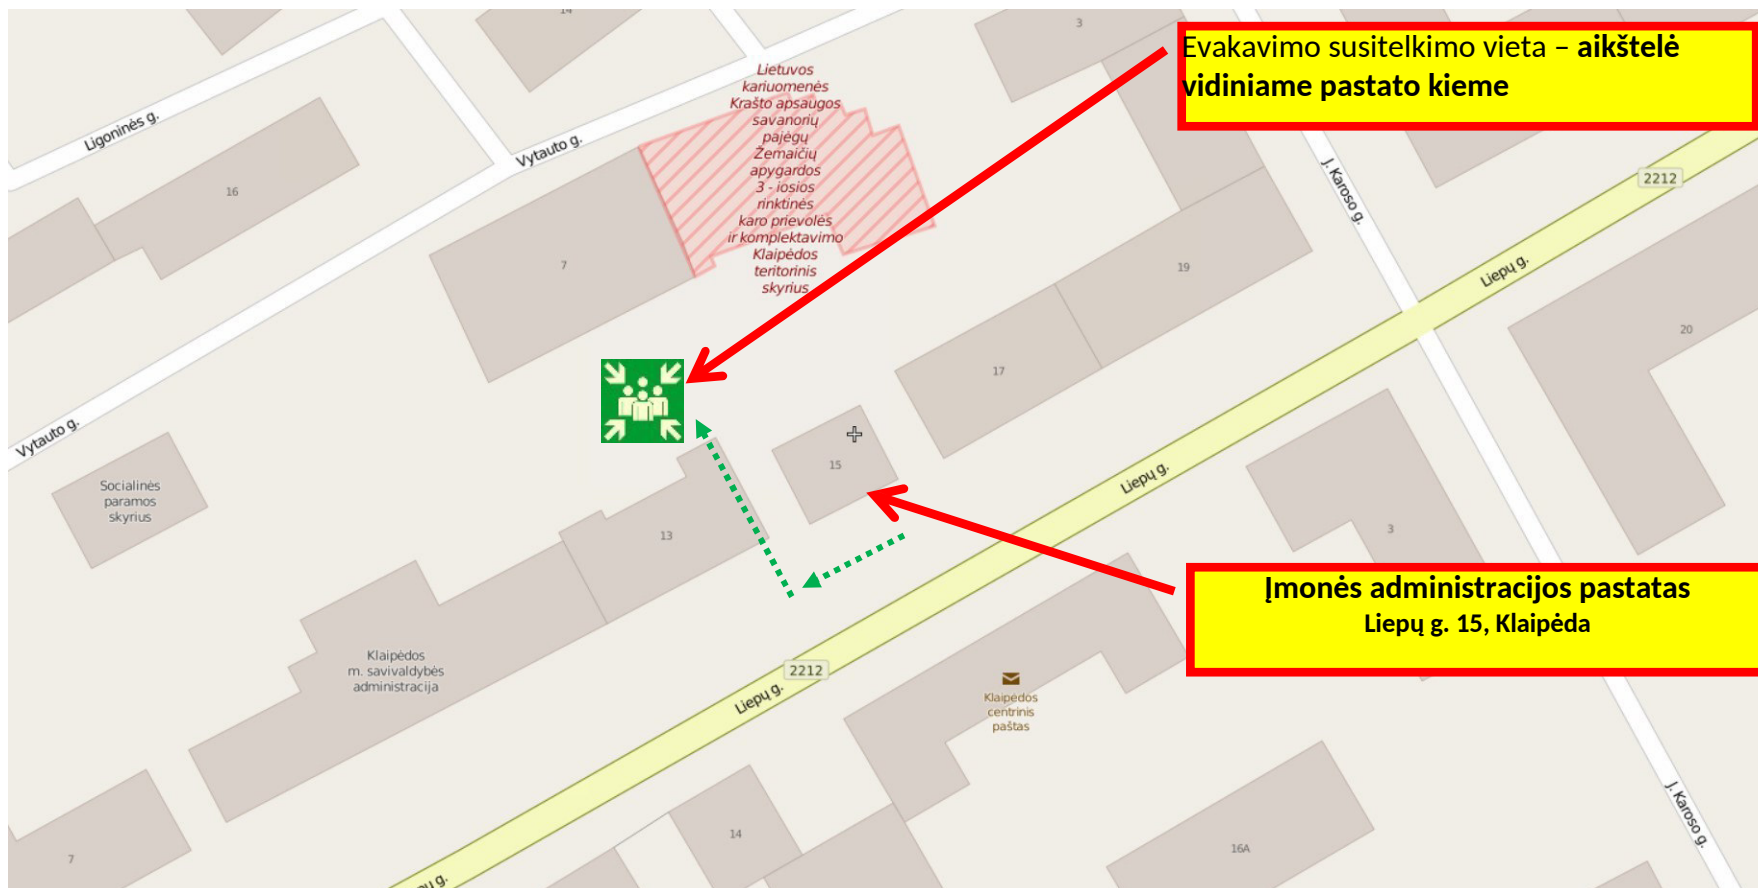 14
3
Evakavimo susitelkimo vieta – aikštelė
vidiniame pastato kieme
Lietuvos
kariuomenės
Krašto apsaugos
savanorių
pajėgų
Žemaičių
apygardos
3 - iosios
rinktinės
karo prievolės
ir komplektavimo
Klaipėdos
teritorinis
skyrius
Ligoninės g.
Vytauto g.
16
7
J. Karoso g.
2212
19
Liepų g.
20
17
Vytauto g.
15
Liepų g.
Socialinės
paramos
skyrius
13
3
Įmonės administracijos pastatas
Liepų g. 15, Klaipėda
Klaipėdos
m. savivaldybės
administracija
2212
Liepų g.
Klaipėdos
centrinis
paštas
J. Karoso g.
14
16A
7
ų g.